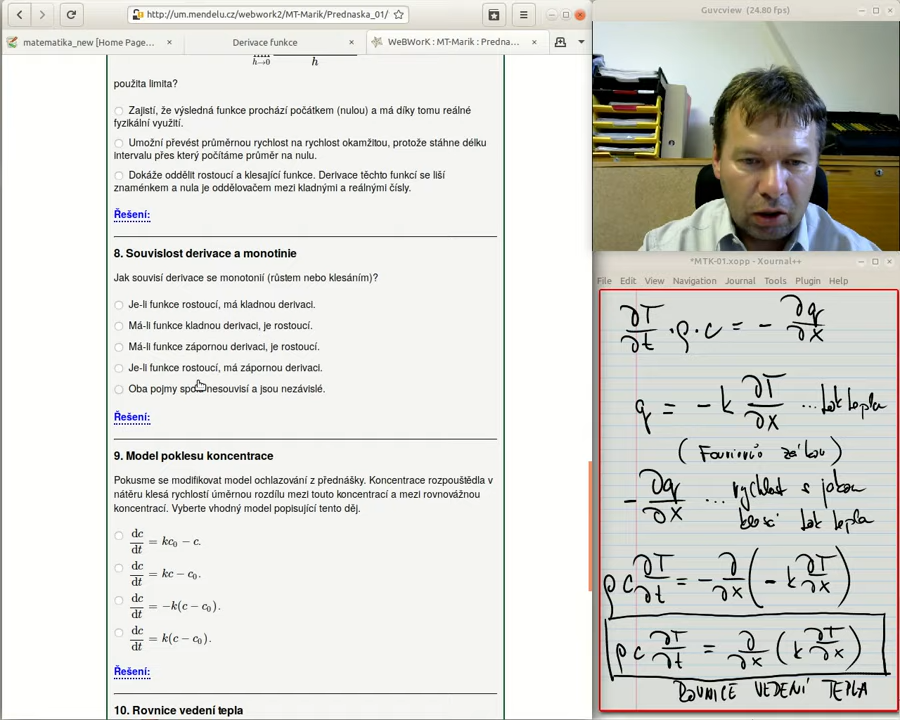 http://um.mendelu.cz/webwork2/MT-Marik/Prednaska_01/
Guvcview (24.80 fps)
matematika_new [Home Page...
Derivace funkce
WeBWorK : MT-Marik : Prednas...
h→0
h
použita limita?
Zajistí, že výsledná funkce prochází počátkem (nulou) a má díky tomu reálné
fyzikální využití.
Umožní převést průměrnou rychlost na rychlost okamžitou, protože stáhne délku
intervalu přes který počítáme průměr na nulu.
Dokáže oddělit rostoucí a klesající funkce. Derivace těchto funkcí se liší
znaménkem a nula je oddělovačem mezi kladnými a reálnými čísly.
Řešení:
8. Souvislost derivace a monotinie
Jak souvisí derivace se monotonií (růstem nebo klesáním)?
Je-li funkce rostoucí, má kladnou derivaci.
Má-li funkce kladnou derivaci, je rostoucí.
Má-li funkce zápornou derivaci, je rostoucí.
Je-li funkce rostoucí, má zápornou derivaci.
Oba pojmy spolu nesouvisí a jsou nezávislé.
Řešení:
9. Model poklesu koncentrace
Pokusme se modifikovat model ochlazování z přednášky. Koncentrace rozpouštědla v
nátěru klesá rychlostí úměrnou rozdílu mezi touto koncentrací a mezi rovnovážnou
koncentrací. Vyberte vhodný model popisující tento děj.
dc/dt = kc₀ − c.
dc/dt = kc − c₀.
dc/dt = −k(c − c₀).
dc/dt = k(c − c₀).
Řešení:
10. Rovnice vedení tepla
*MTK-01.xopp - Xournal++
File Edit View Navigation Journal Tools Plugin Help
∂T/∂t · ρ · c = − ∂q/∂x
q = − k ∂T/∂x ... tok tepla
(Fourierův zákon)
− ∂q/∂x ... rychlost s jakou
klesá tok tepla
ρ c ∂T/∂t = − ∂/∂x (− k ∂T/∂x)
ρ c ∂T/∂t = ∂/∂x (k ∂T/∂x)
ROVNICE VEDENÍ TEPLA